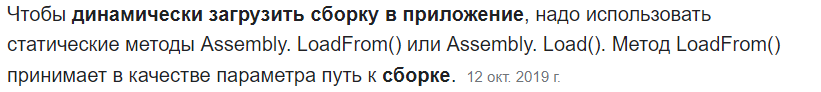 Чтобы динамически загрузить сборку в приложение, надо использовать
статические методы Assembly. LoadFrom() или Assembly. Load(). Метод LoadFrom()
принимает в качестве параметра путь к сборке. 12 окт. 2019 г.